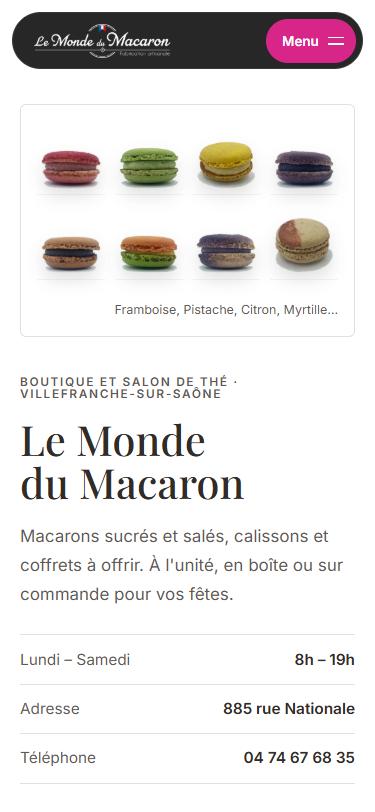 Le Monde du Macaron
Fabrication artisanale
Menu
Framboise, Pistache, Citron, Myrtille...
BOUTIQUE ET SALON DE THÉ ·
VILLEFRANCHE-SUR-SAÔNE
Le Monde
du Macaron
Macarons sucrés et salés, calissons et
coffrets à offrir. À l'unité, en boîte ou sur
commande pour vos fêtes.
Lundi – Samedi 8h – 19h
Adresse 885 rue Nationale
Téléphone 04 74 67 68 35